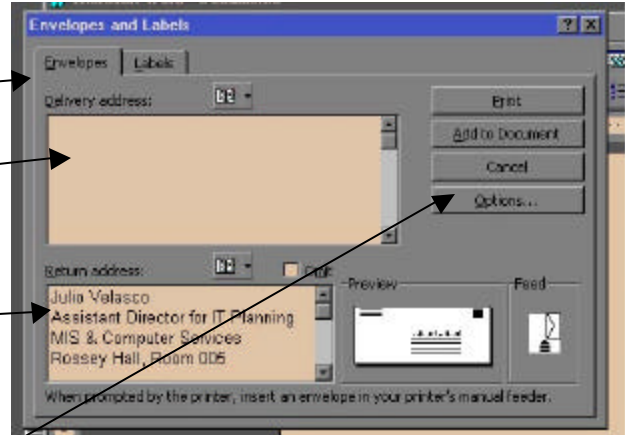 Envelopes and Labels
Envelopes Labels
Delivery address:
Print
Add to Document
Cancel
Options...
Return address: Omit
Preview Feed
Julio Velasco
Assistant Director for IT Planning
MIS & Computer Services
Rossey Hall, Room 005
When prompted by the printer, insert an envelope in your printer's manual feeder.